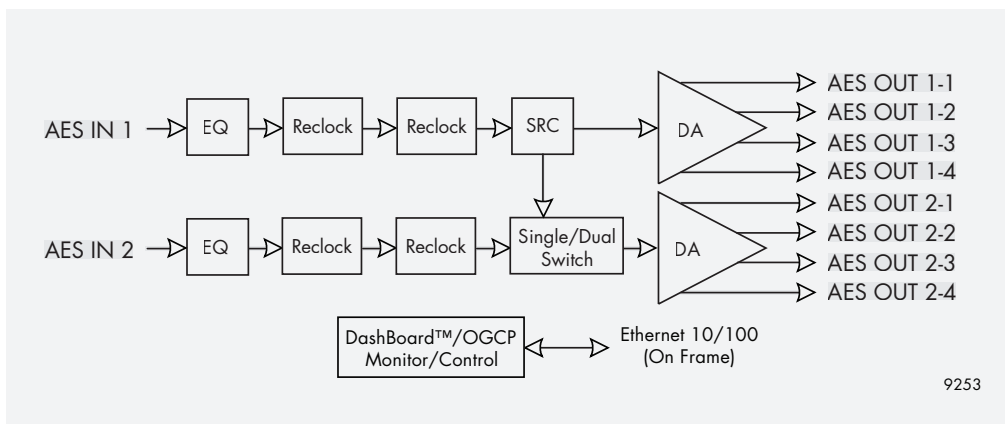 AES IN 1
EQ
Reclock
Reclock
SRC
DA
AES OUT 1-1
AES OUT 1-2
AES OUT 1-3
AES OUT 1-4
AES IN 2
EQ
Reclock
Reclock
Single/Dual
Switch
DA
AES OUT 2-1
AES OUT 2-2
AES OUT 2-3
AES OUT 2-4
DashBoard™/OGCP
Monitor/Control
Ethernet 10/100
(On Frame)
9253